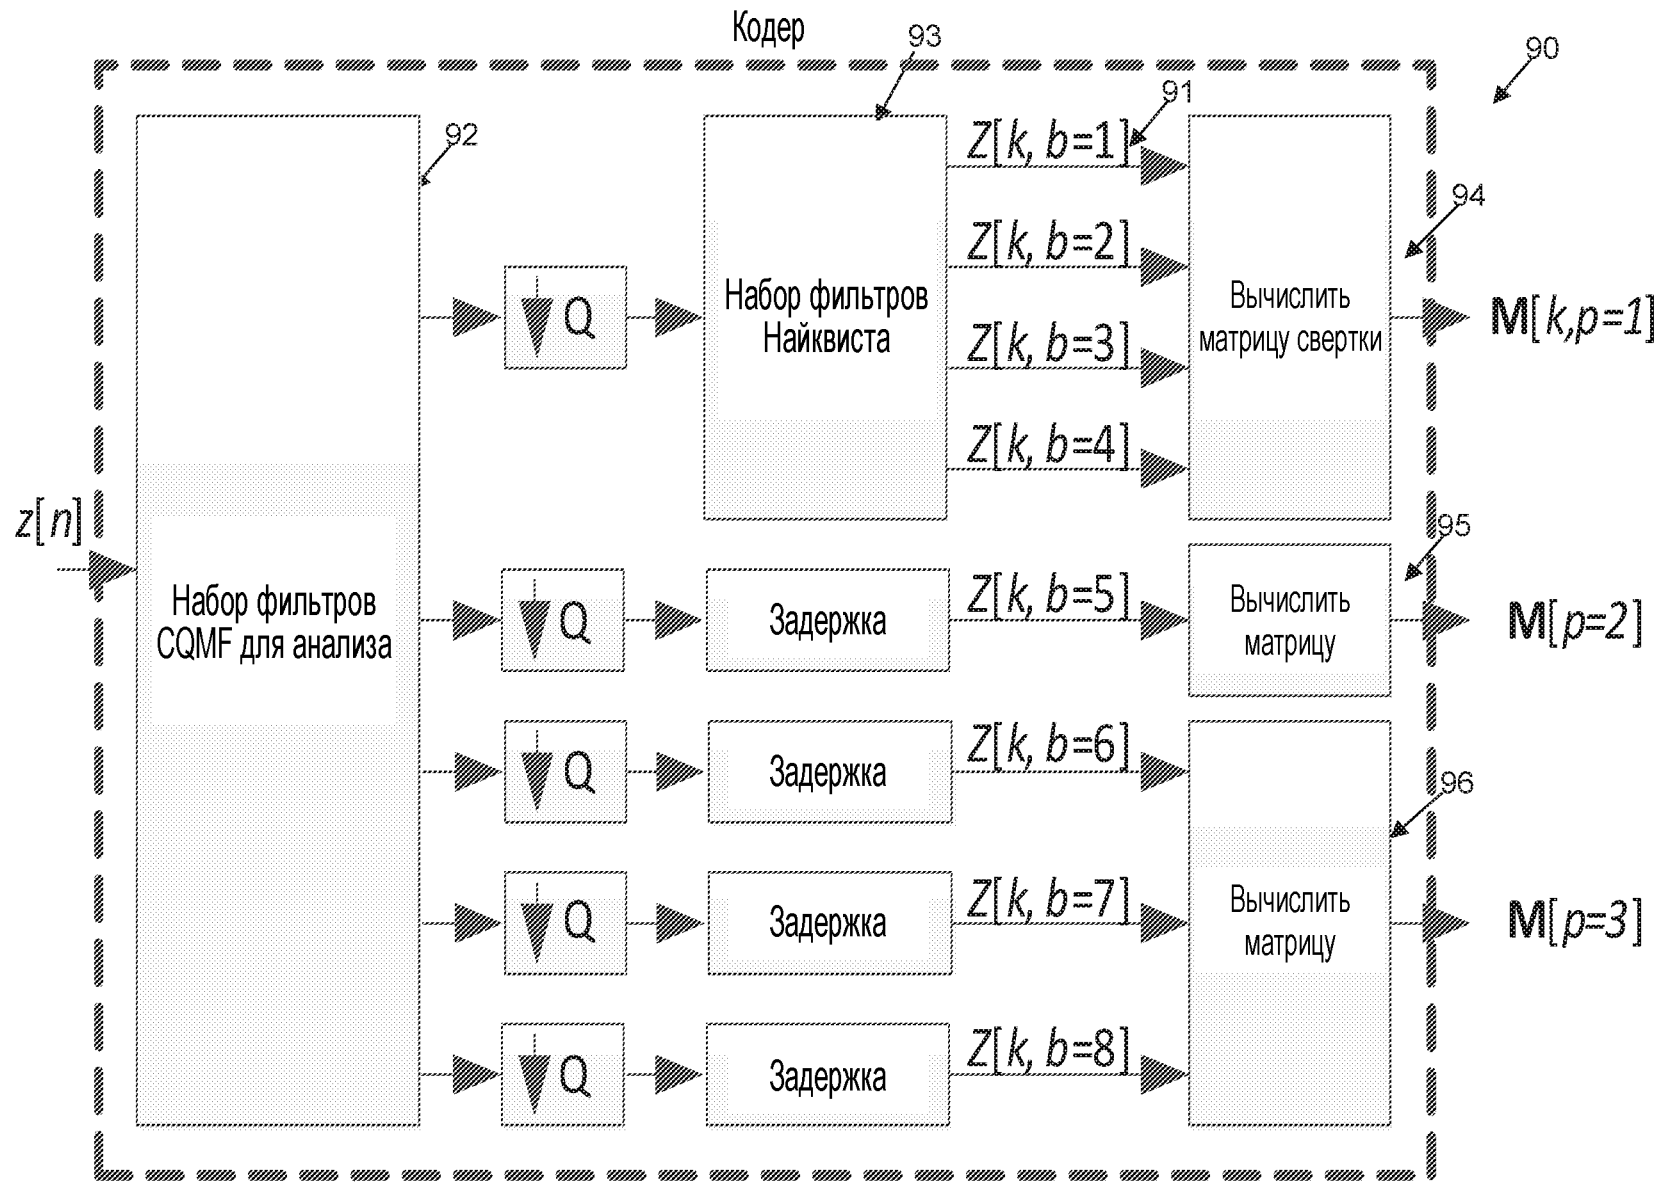 Кодер
93
90
92
91
Z[k, b=1]
94
Z[k, b=2]
Q
Набор фильтров
Найквиста
Вычислить
матрицу свертки
M[k,p=1]
Z[k, b=3]
Z[k, b=4]
z[n]
95
Набор фильтров
CQMF для анализа
Q
Задержка
Z[k, b=5]
Вычислить
матрицу
M[p=2]
Q
Задержка
Z[k, b=6]
96
Q
Задержка
Z[k, b=7]
Вычислить
матрицу
M[p=3]
Q
Задержка
Z[k, b=8]